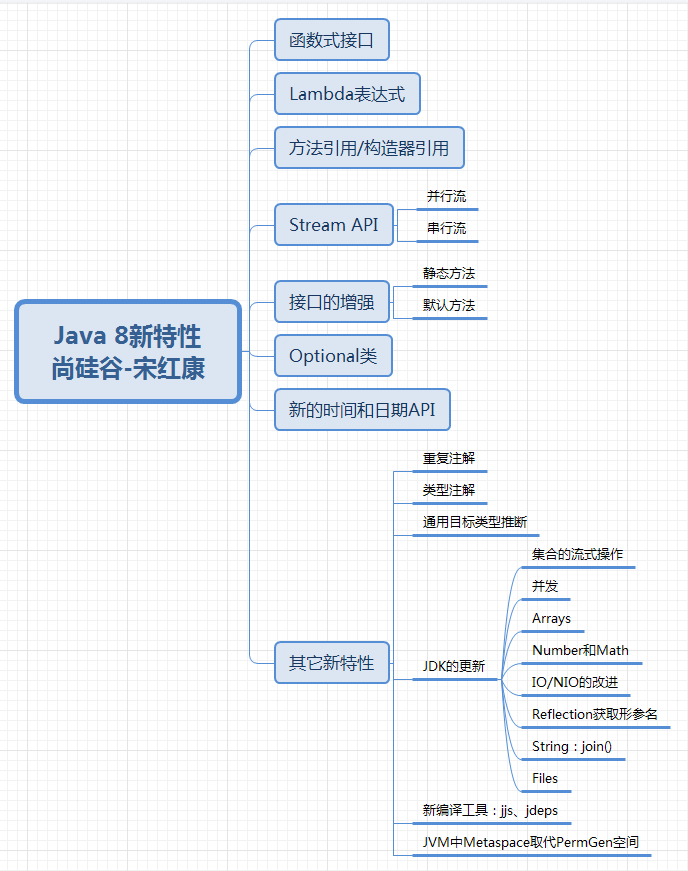 函数式接口
Lambda表达式
方法引用/构造器引用
Stream API
并行流
串行流
接口的增强
静态方法
默认方法
Java 8新特性
尚硅谷-宋红康
Optional类
新的时间和日期API
其它新特性
重复注解
类型注解
通用目标类型推断
JDK的更新
集合的流式操作
并发
Arrays
Number和Math
IO/NIO的改进
Reflection获取形参名
String：join()
Files
新编译工具：jjs、jdeps
JVM中Metaspace取代PermGen空间